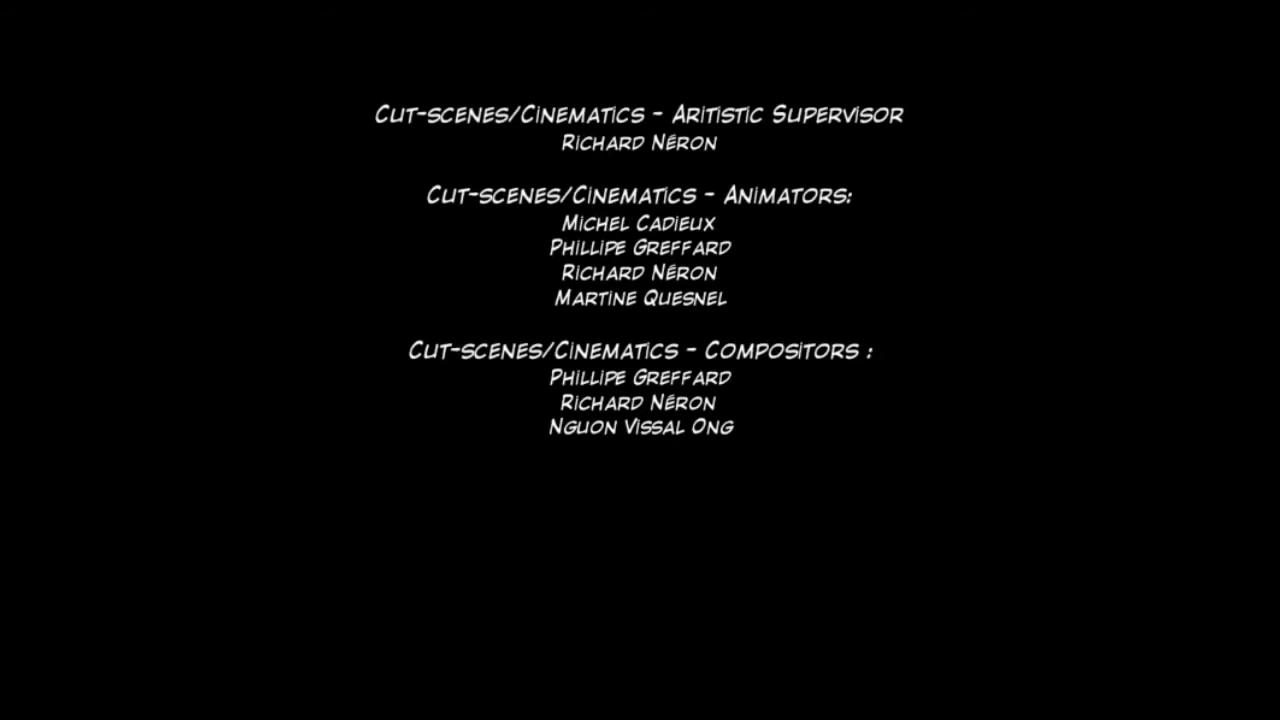 Cut-scenes/Cinematics - Aritistic Supervisor
Richard Néron
Cut-scenes/Cinematics - Animators:
Michel Cadieux
Phillipe Greffard
Richard Néron
Martine Quesnel
Cut-scenes/Cinematics - Compositors :
Phillipe Greffard
Richard Néron
Nguon Vissal Ong